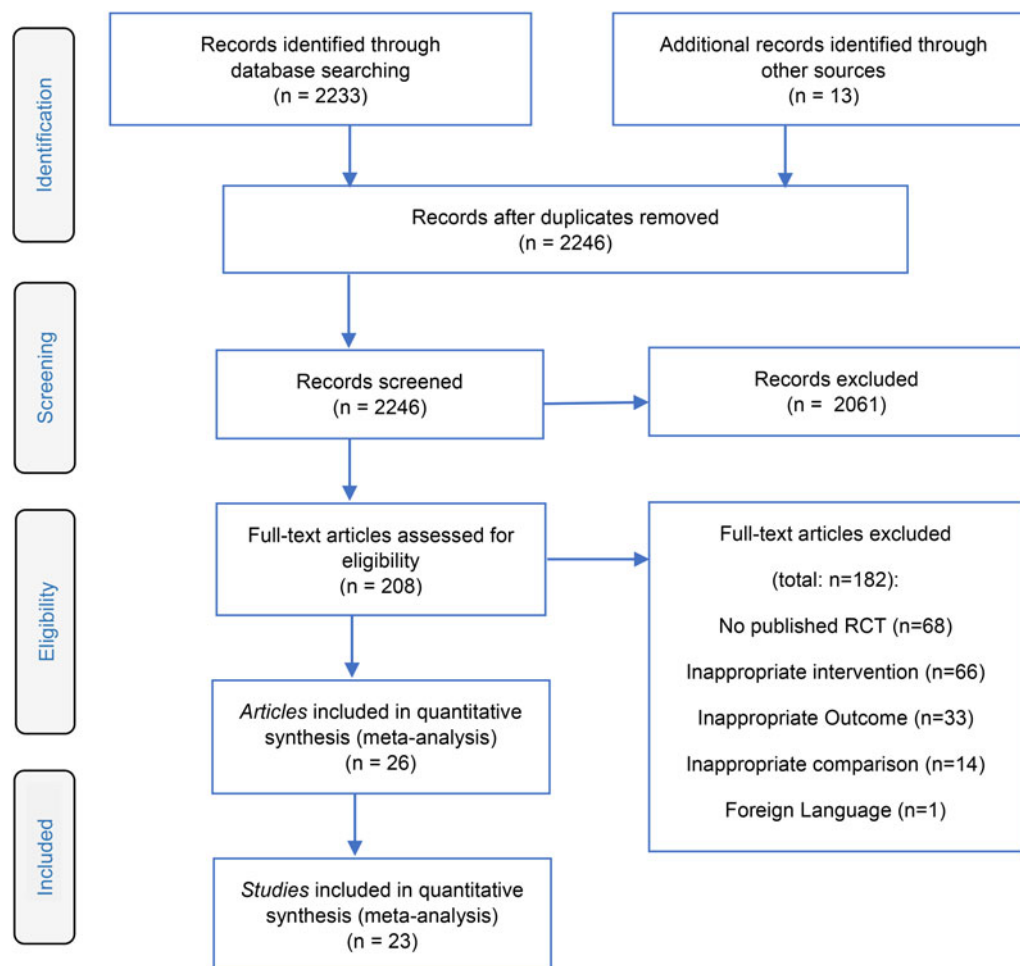 Identification
Records identified through
database searching
(n = 2233)
Additional records identified through
other sources
(n = 13)
Records after duplicates removed
(n = 2246)
Screening
Records screened
(n = 2246)
Records excluded
(n = 2061)
Eligibility
Full-text articles assessed for
eligibility
(n = 208)
Full-text articles excluded
(total: n=182):
No published RCT (n=68)
Inappropriate intervention (n=66)
Inappropriate Outcome (n=33)
Inappropriate comparison (n=14)
Foreign Language (n=1)
Articles included in quantitative
synthesis (meta-analysis)
(n = 26)
Included
Studies included in quantitative
synthesis (meta-analysis)
(n = 23)